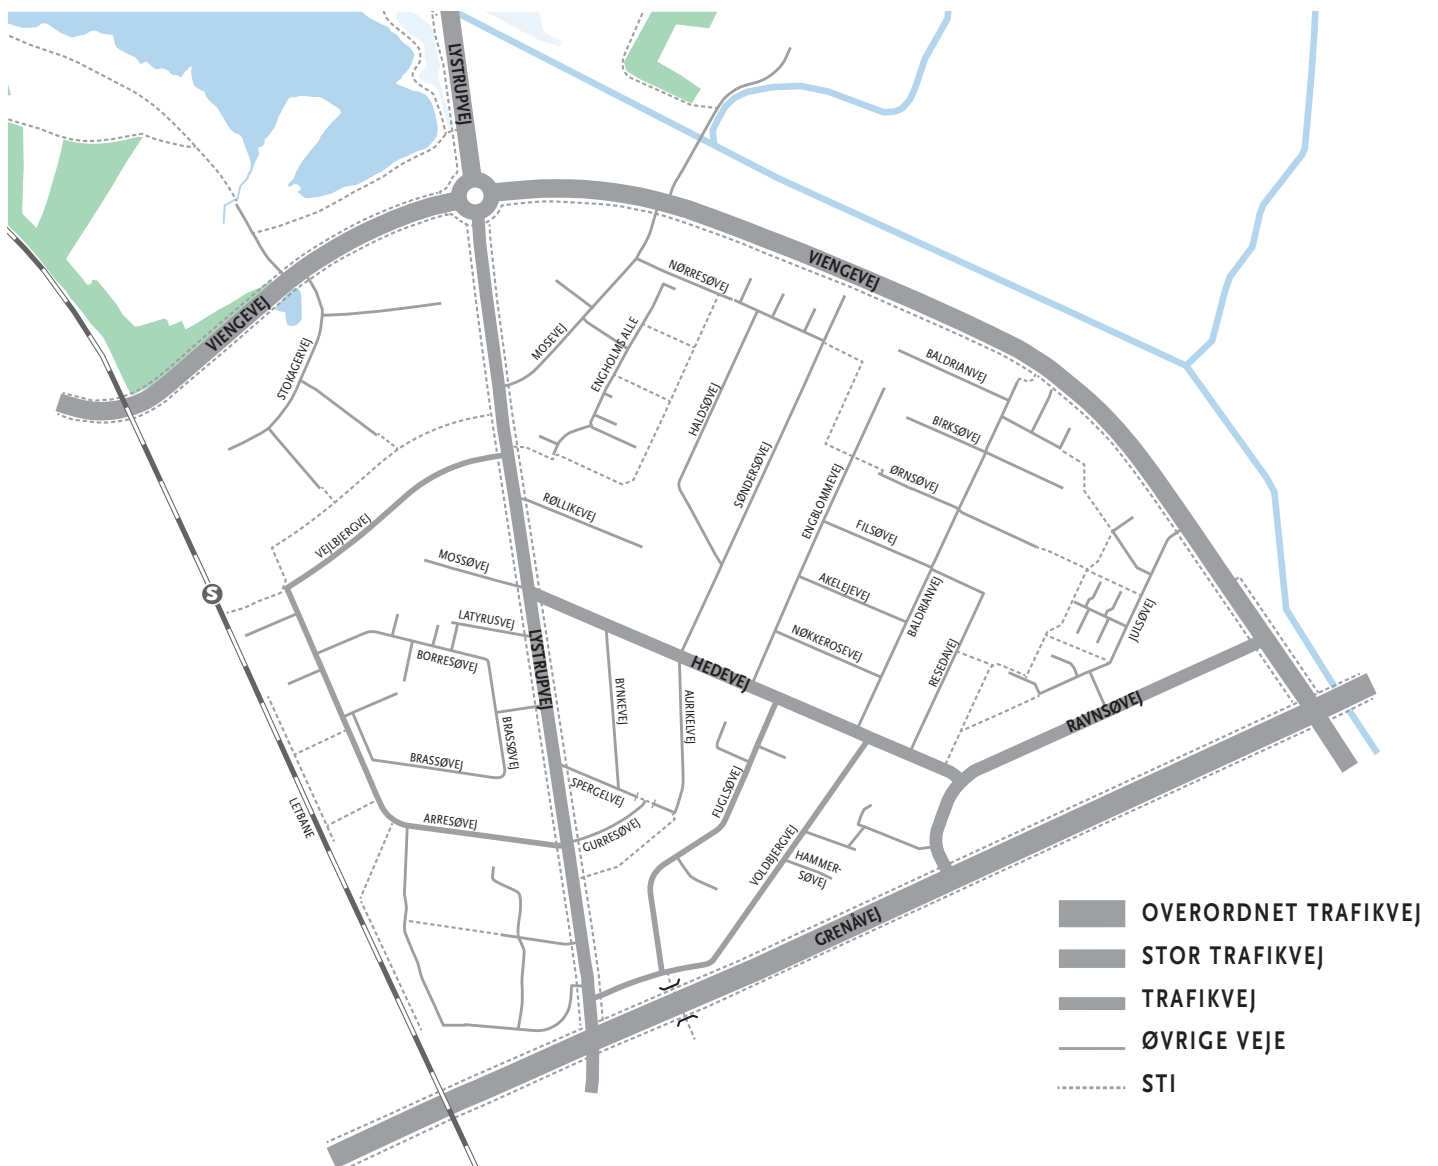 LYSTRUPVEJ
VIENGEVEJ
NØRRESØVEJ
VIENGEVEJ
MOSEVEJ
ENGHOLMS ALLE
STOKAGERVEJ
BALDRIANVEJ
HALDSØVEJ
BIRKSØVEJ
SØNDERSØVEJ
ØRNSØVEJ
ENGBLOMMEVEJ
RØLLIKEVEJ
VEJLBJERGVEJ
FILSØVEJ
MOSSØVEJ
AKELEJEVEJ
S
BALDRIANVEJ
LATYRUSVEJ
JULSØVEJ
NØKKEROSEVEJ
LYSTRUPVEJ
BORRESØVEJ
HEDEVEJ
RESEDAVEJ
BYNKEVEJ
AURIKELVEJ
RAVNSØVEJ
BRASSØVEJ
BRASSØVEJ
SPERGELVEJ
FUGLSØVEJ
LETBANE
ARRESØVEJ
GURRESØVEJ
VOLDBJERGVEJ
HAMMER-
SØVEJ
GRENÅVEJ
OVERORDNET TRAFIKVEJ
STOR TRAFIKVEJ
TRAFIKVEJ
ØVRIGE VEJE
STI